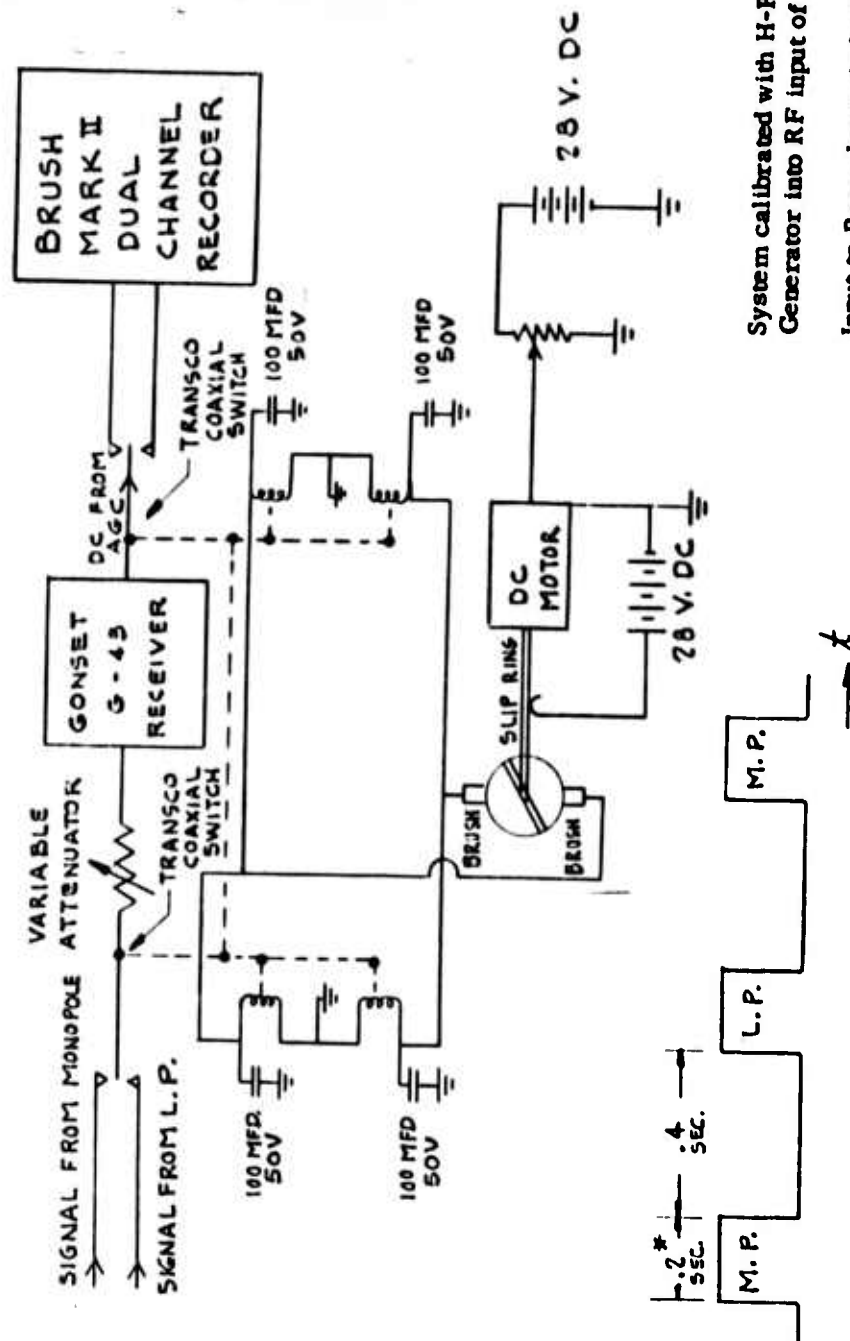 BRUSH
MARK II
DUAL
CHANNEL
RECORDER
DC FROM
AGC
TRANSCO
COAXIAL
SWITCH
GONSET
G-43
RECEIVER
VARIABLE
ATTENUATOR
TRANSCO
COAXIAL
SWITCH
SIGNAL FROM MONOPOLE
SIGNAL FROM L.P.
100 MFD
50V
100 MFD
50V
100 MFD.
50V
100 MFD
50V
28 V. DC
DC
MOTOR
SLIP RING
BRUSH
BRUSH
28 V. DC
.2*
SEC.
.4
SEC.
M.P.
L.P.
M.P.
t
System calibrated with H-P
Generator into RF input of